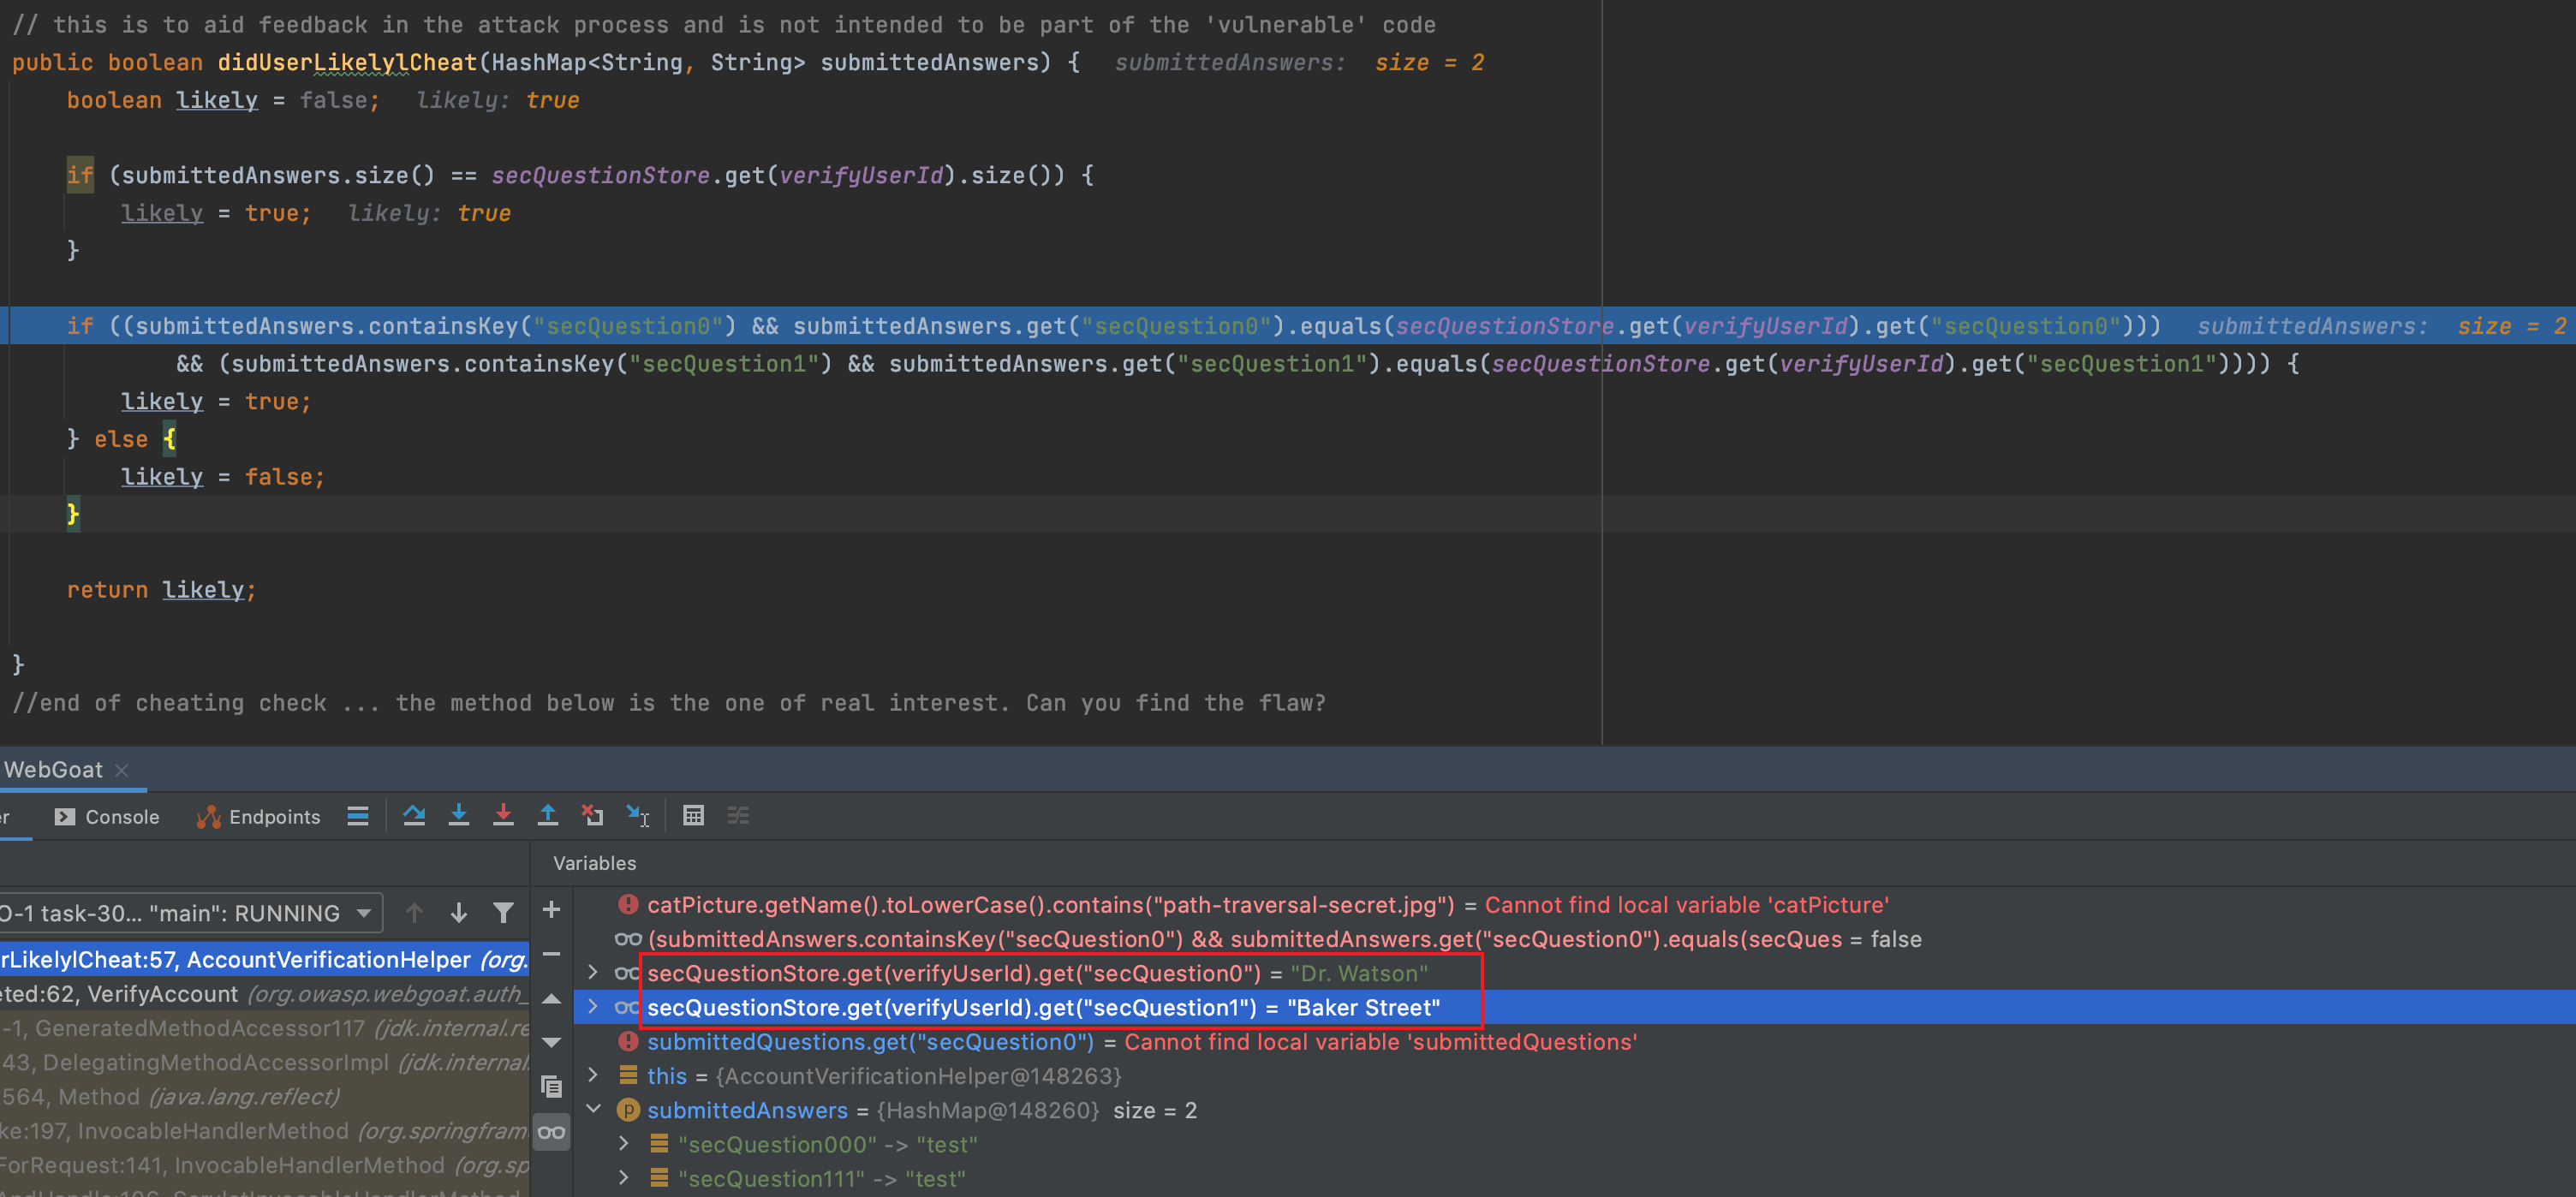 // this is to aid feedback in the attack process and is not intended to be part of the 'vulnerable' code
public boolean didUserLikelylCheat(HashMap<String, String> submittedAnswers) {   submittedAnswers:  size = 2
    boolean likely = false;   likely: true
    if (submittedAnswers.size() == secQuestionStore.get(verifyUserId).size()) {
        likely = true;   likely: true
    }
    if ((submittedAnswers.containsKey("secQuestion0") && submittedAnswers.get("secQuestion0").equals(secQuestionStore.get(verifyUserId).get("secQuestion0")))   submittedAnswers:  size = 2
            && (submittedAnswers.containsKey("secQuestion1") && submittedAnswers.get("secQuestion1").equals(secQuestionStore.get(verifyUserId).get("secQuestion1")))) {
        likely = true;
    } else {
        likely = false;
    }
    return likely;
}
//end of cheating check ... the method below is the one of real interest. Can you find the flaw?
WebGoat
er Console Endpoints
Variables
O-1 task-30... "main": RUNNING
catPicture.getName().toLowerCase().contains("path-traversal-secret.jpg") = Cannot find local variable 'catPicture'
(submittedAnswers.containsKey("secQuestion0") && submittedAnswers.get("secQuestion0").equals(secQues = false
rLikelylCheat:57, AccountVerificationHelper (org.
secQuestionStore.get(verifyUserId).get("secQuestion0") = "Dr. Watson"
eted:62, VerifyAccount (org.owasp.webgoat.auth_
secQuestionStore.get(verifyUserId).get("secQuestion1") = "Baker Street"
-1, GeneratedMethodAccessor117 (jdk.internal.re
submittedQuestions.get("secQuestion0") = Cannot find local variable 'submittedQuestions'
43, DelegatingMethodAccessorImpl (jdk.internal.
this = {AccountVerificationHelper@148263}
564, Method (java.lang.reflect)
submittedAnswers = {HashMap@148260}  size = 2
ke:197, InvocableHandlerMethod (org.springfram
"secQuestion000" -> "test"
ForRequest:141, InvocableHandlerMethod (org.sp
"secQuestion111" -> "test"